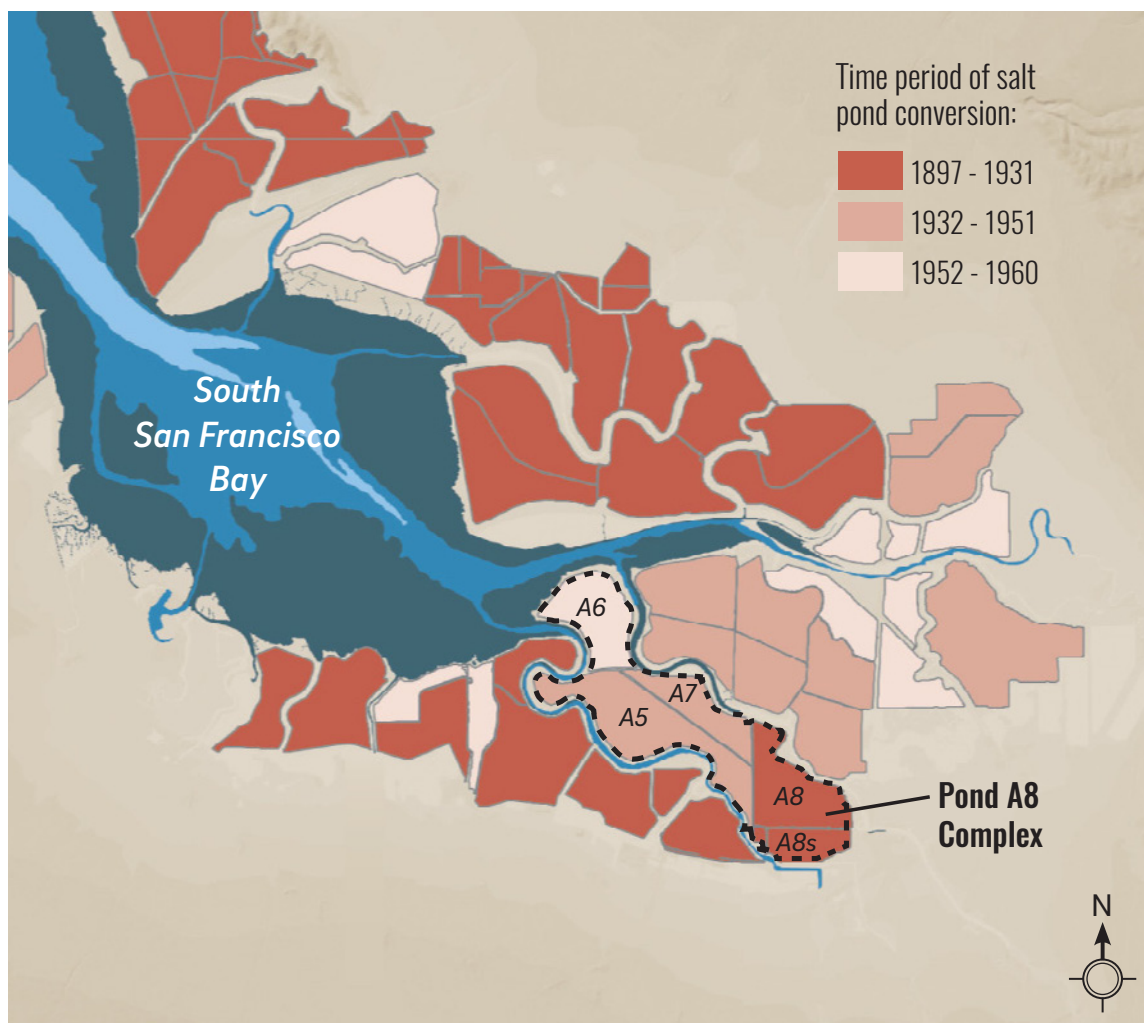 Time period of salt
pond conversion:
1897 - 1931
1932 - 1951
1952 - 1960
South
San Francisco
Bay
A6
A7
A5
A8
Pond A8
Complex
A8s
N